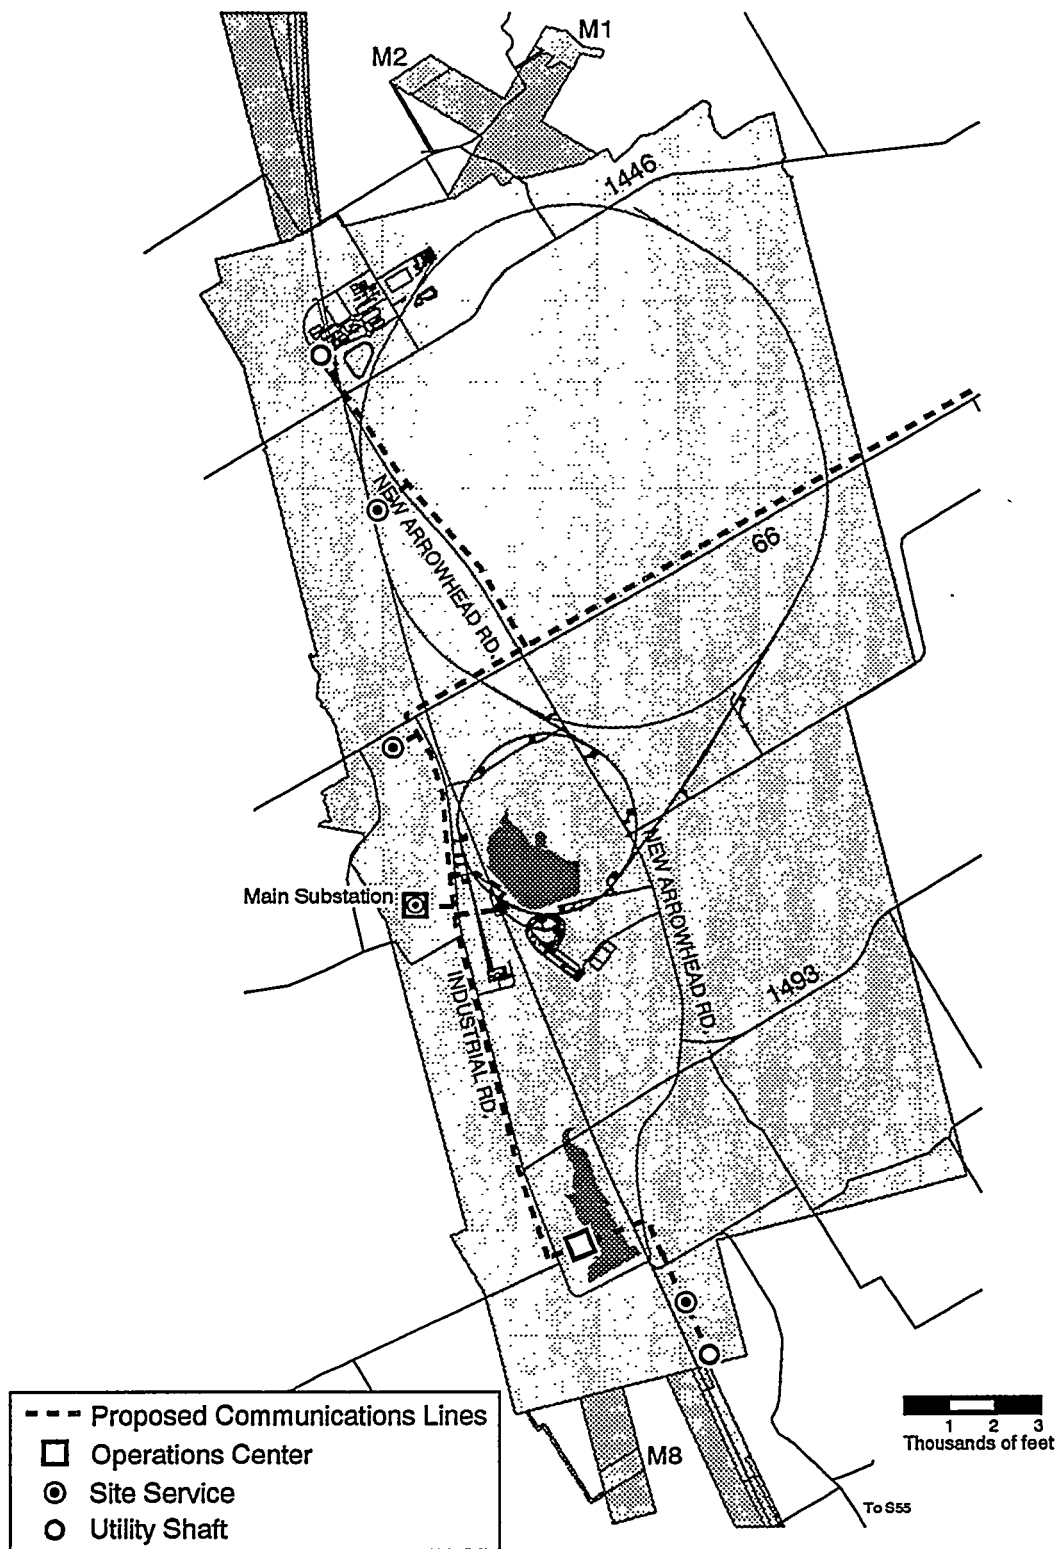 M1
M2
1446
NEW ARROWHEAD RD.
66
Main Substation
NEW ARROWHEAD RD.
INDUSTRIAL RD.
1493
M8
To S55
1 2 3
Thousands of feet
Proposed Communications Lines
Operations Center
Site Service
Utility Shaft